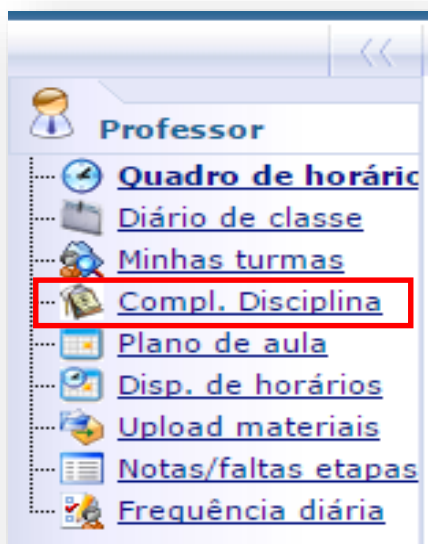 Professor
Quadro de horáric
Diário de classe
Minhas turmas
Compl. Disciplina
Plano de aula
Disp. de horários
Upload materiais
Notas/faltas etapas
Frequência diária